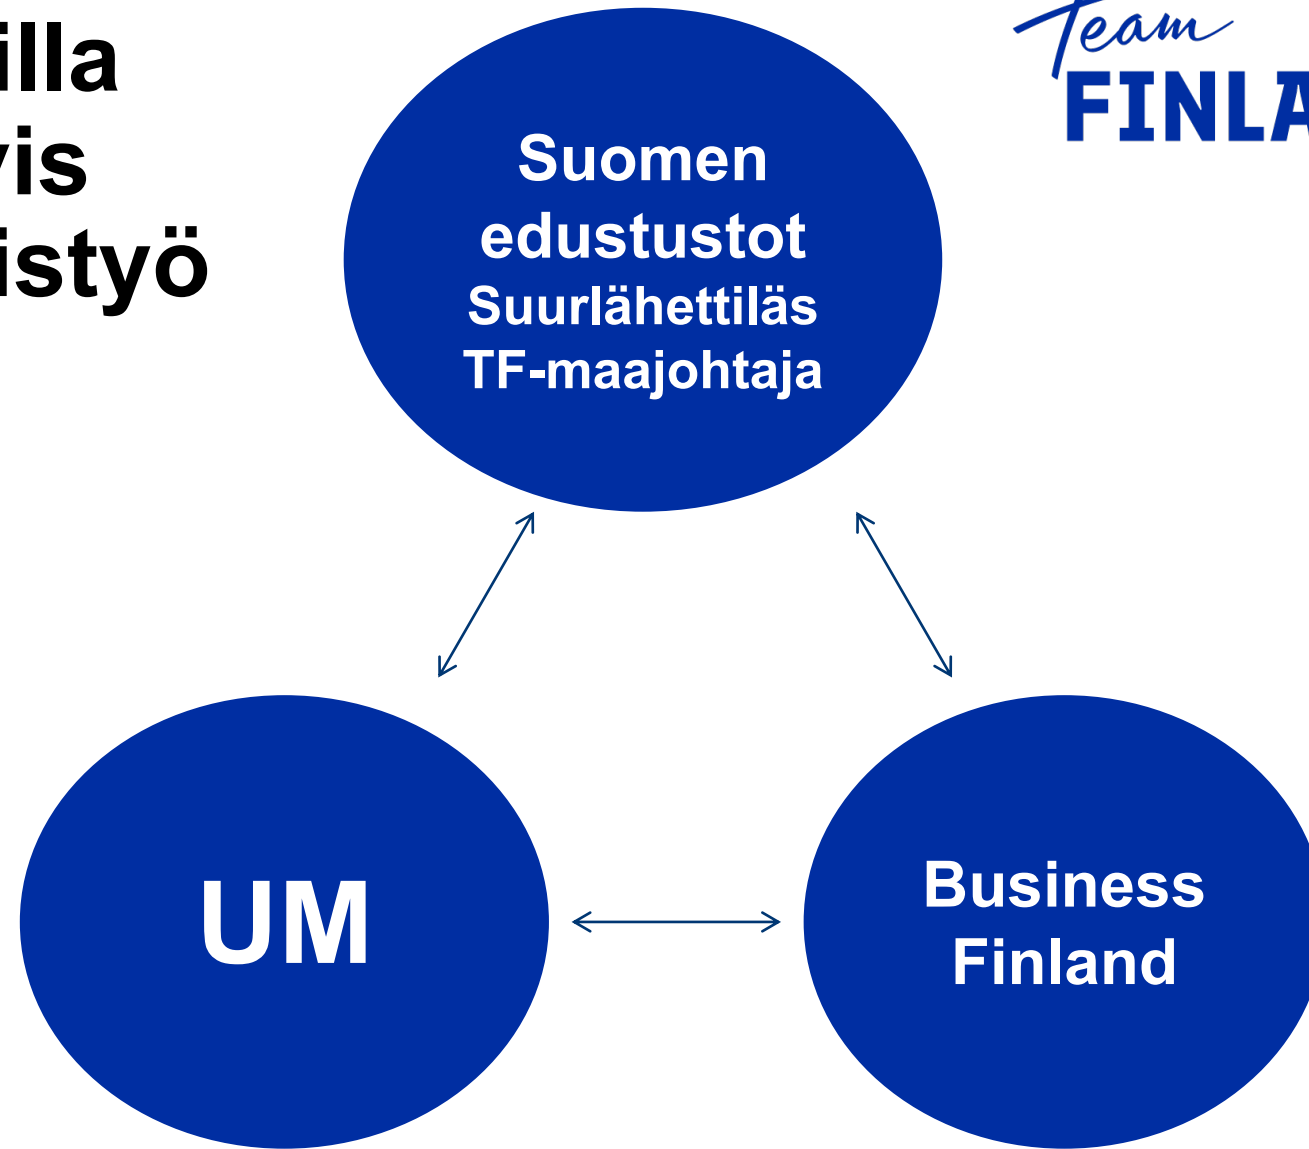 illa
vis
istyö
Team
FINLA
Suomen
edustustot
Suurlähettiläs
TF-maajohtaja
UM
Business
Finland